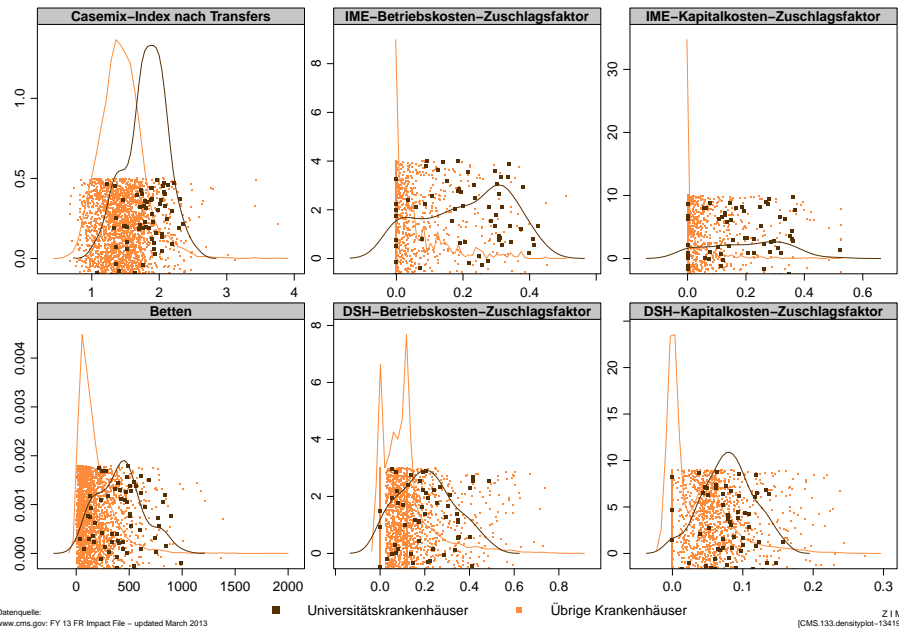 Casemix−Index nach Transfers
IME−Betriebskosten−Zuschlagsfaktor
IME−Kapitalkosten−Zuschlagsfaktor
0.0 0.5 1.0
1 2 3 4
0 2 4 6 8
0.0 0.2 0.4
0 10 20 30
0.0 0.2 0.4 0.6
Betten
DSH−Betriebskosten−Zuschlagsfaktor
DSH−Kapitalkosten−Zuschlagsfaktor
0.000 0.001 0.002 0.003 0.004
0 500 1000 1500 2000
0 2 4 6 8
0.0 0.2 0.4 0.6 0.8
0 5 10 15 20
0.0 0.1 0.2 0.3
Universitätskrankenhäuser
Übrige Krankenhäuser
Datenquelle:
www.cms.gov: FY 13 FR Impact File − updated March 2013
Z I M
[CMS.133.densityplot−13419